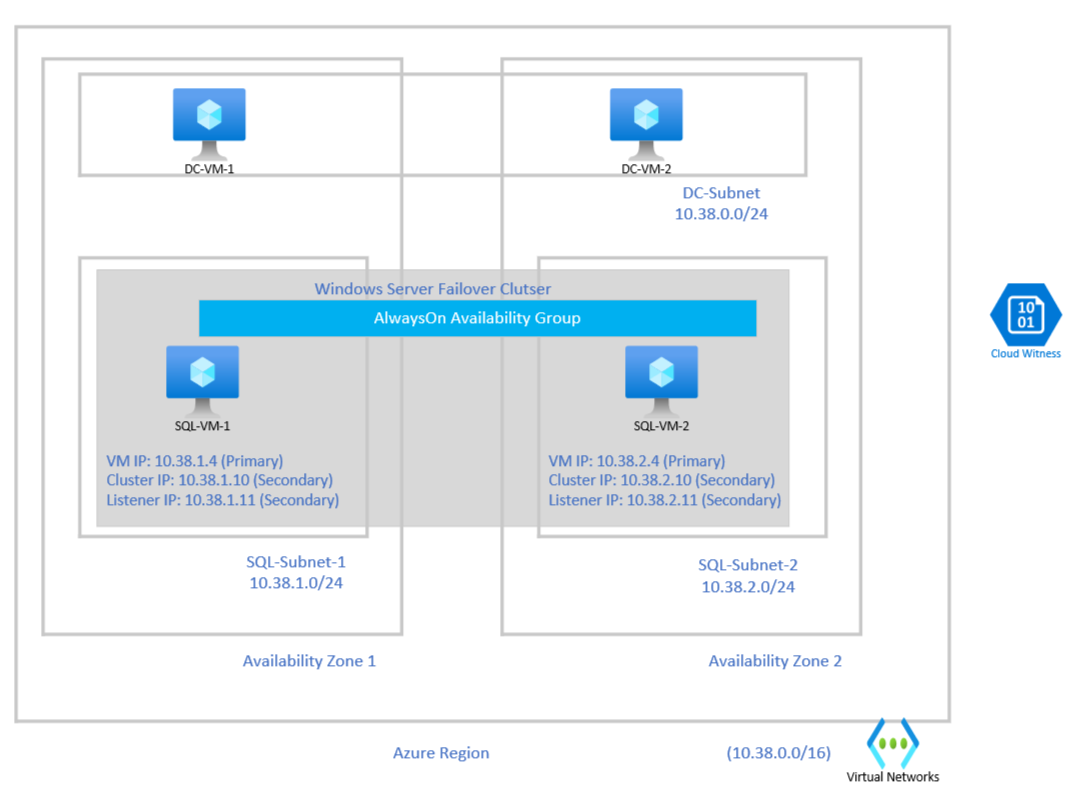 DC-VM-1
DC-VM-2
DC-Subnet
10.38.0.0/24
Windows Server Failover Clutser
AlwaysOn Availability Group
10
01
Cloud Witness
SQL-VM-1
VM IP: 10.38.1.4 (Primary)
Cluster IP: 10.38.1.10 (Secondary)
Listener IP: 10.38.1.11 (Secondary)
SQL-VM-2
VM IP: 10.38.2.4 (Primary)
Cluster IP: 10.38.2.10 (Secondary)
Listener IP: 10.38.2.11 (Secondary)
SQL-Subnet-1
10.38.1.0/24
SQL-Subnet-2
10.38.2.0/24
Availability Zone 1
Availability Zone 2
Azure Region
(10.38.0.0/16)
Virtual Networks